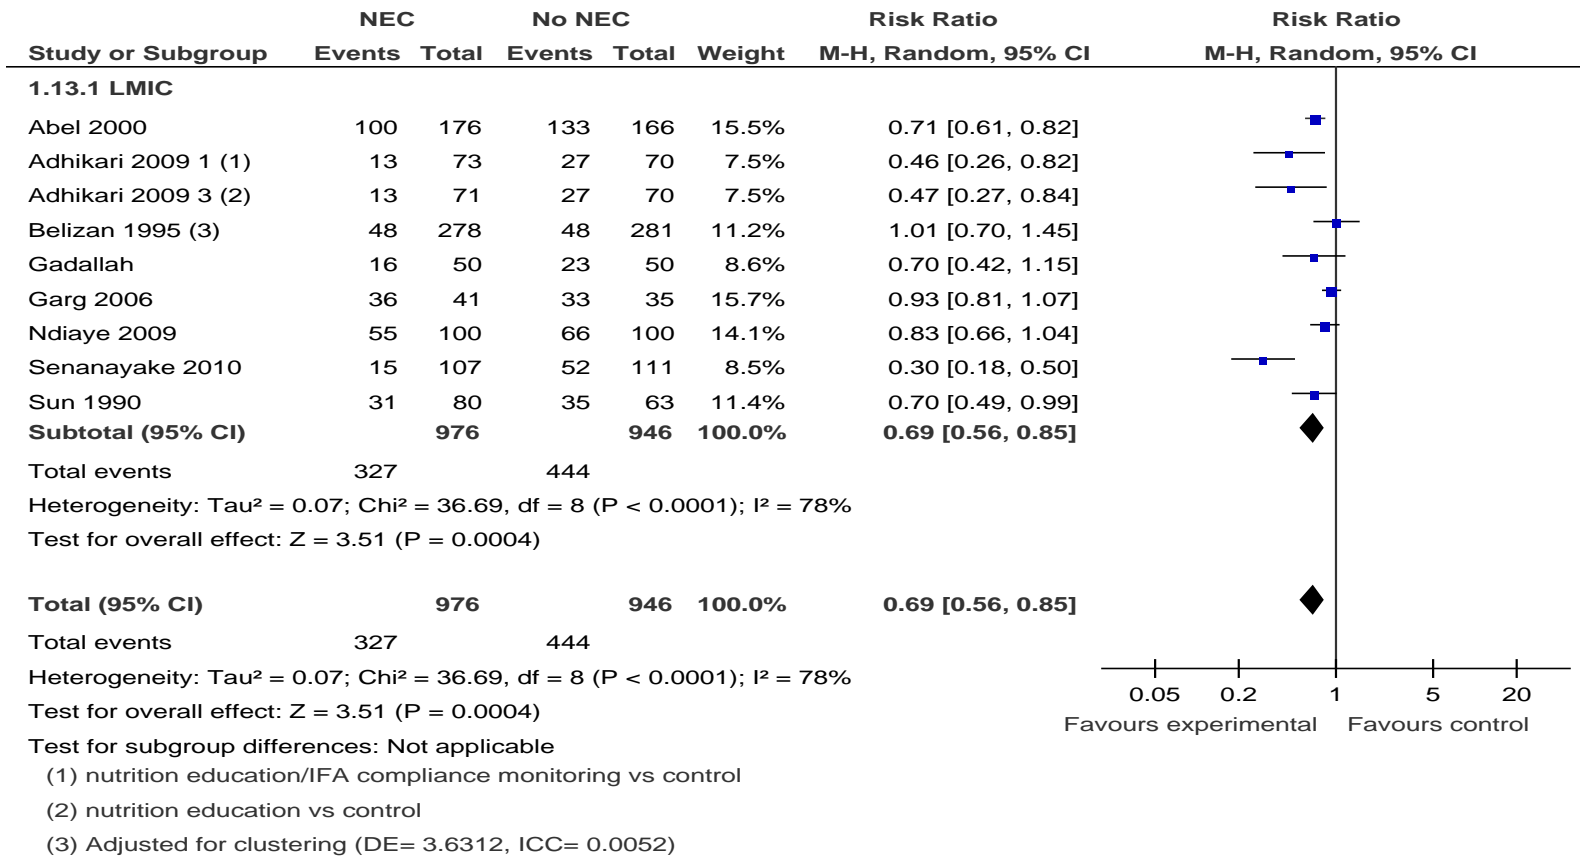 NEC No NEC Risk Ratio Risk Ratio
Study or Subgroup Events Total Events Total Weight M-H, Random, 95% CI M-H, Random, 95% CI
1.13.1 LMIC
Abel 2000 100 176 133 166 15.5% 0.71 [0.61, 0.82]
Adhikari 2009 1 (1) 13 73 27 70 7.5% 0.46 [0.26, 0.82]
Adhikari 2009 3 (2) 13 71 27 70 7.5% 0.47 [0.27, 0.84]
Belizan 1995 (3) 48 278 48 281 11.2% 1.01 [0.70, 1.45]
Gadallah 16 50 23 50 8.6% 0.70 [0.42, 1.15]
Garg 2006 36 41 33 35 15.7% 0.93 [0.81, 1.07]
Ndiaye 2009 55 100 66 100 14.1% 0.83 [0.66, 1.04]
Senanayake 2010 15 107 52 111 8.5% 0.30 [0.18, 0.50]
Sun 1990 31 80 35 63 11.4% 0.70 [0.49, 0.99]
Subtotal (95% CI) 976 946 100.0% 0.69 [0.56, 0.85]
Total events 327 444
Heterogeneity: Tau² = 0.07; Chi² = 36.69, df = 8 (P < 0.0001); I² = 78%
Test for overall effect: Z = 3.51 (P = 0.0004)
Total (95% CI) 976 946 100.0% 0.69 [0.56, 0.85]
Total events 327 444
Heterogeneity: Tau² = 0.07; Chi² = 36.69, df = 8 (P < 0.0001); I² = 78%
Test for overall effect: Z = 3.51 (P = 0.0004)
Test for subgroup differences: Not applicable
0.05 0.2 1 5 20
Favours experimental Favours control
(1) nutrition education/IFA compliance monitoring vs control
(2) nutrition education vs control
(3) Adjusted for clustering (DE= 3.6312, ICC= 0.0052)